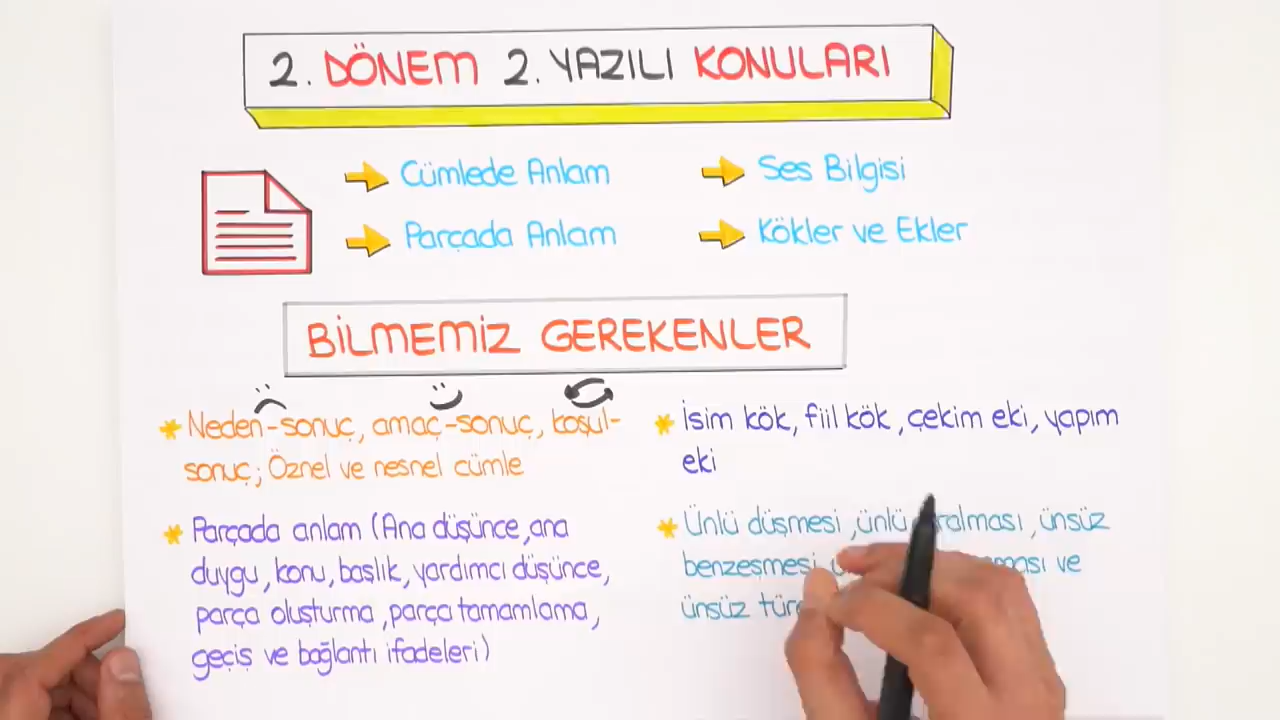 2. DÖNEM 2. YAZILI KONULARI
Cümlede Anlam
Ses Bilgisi
Parçada Anlam
Kökler ve Ekler
BİLMEMİZ GEREKENLER
* Neden-sonuç, amaç-sonuç, koşul-
sonuç; Öznel ve nesnel cümle
* Parçada anlam (Ana düşünce, ana
duygu, konu, başlık, yardımcı düşünce,
parça oluşturma, parça tamamlama,
geçiş ve bağlantı ifadeleri)
* İsim kök, fiil kök, çekim eki, yapım
eki
* Ünlü düşmesi, ünlü, ünsüz
benzeşmesi ve
ünsüz